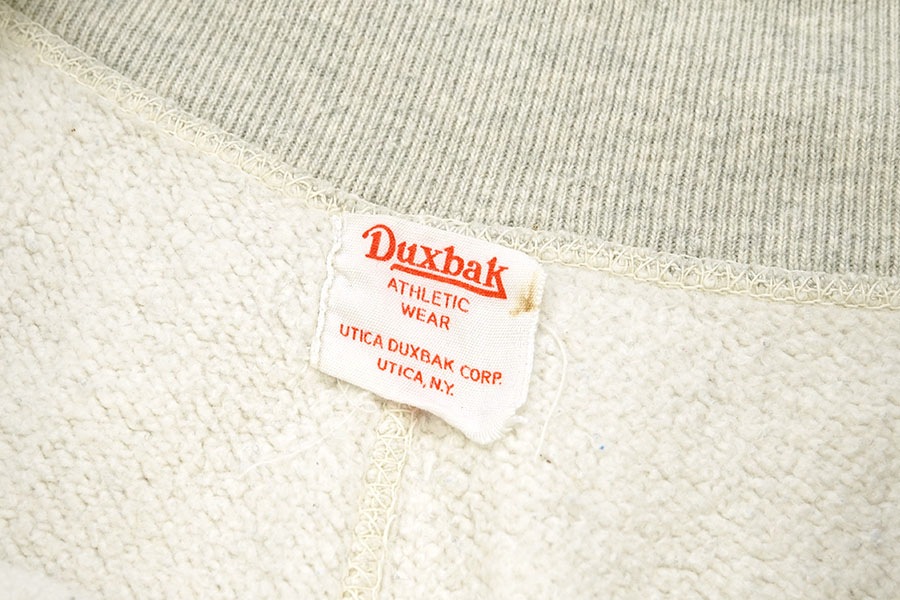 Duxbak
ATHLETIC
WEAR
UTICA DUXBAK CORP.
UTICA, N.Y.